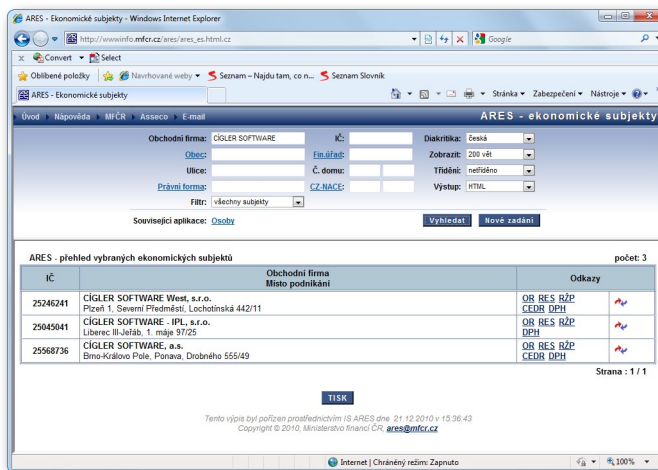 ARES - Ekonomické subjekty - Windows Internet Explorer
http://wwwinfo.mfcr.cz/ares/ares_es.html.cz
Google
x Convert Select
Oblíbené položky Navrhované weby Seznam – Najdu tam, co n... Seznam Slovník
ARES - Ekonomické subjekty
Stránka Zabezpečení Nástroje
Úvod Nápověda MFČR Asseco E-mail
ARES - ekonomické subjekty
Obchodní firma: CÍGLER SOFTWARE IČ: Diakritika: česká
Obec: Fin.úřad: Zobrazit: 200 vět
Ulice: Č. domu: Třídění: netříděno
Právní forma: CZ-NACE: Výstup: HTML
Filtr: všechny subjekty
Související aplikace: Osoby Vyhledat Nové zadání
ARES - přehled vybraných ekonomických subjektů počet: 3
IČ Obchodní firma Odkazy
Místo podnikání
25246241 CÍGLER SOFTWARE West, s.r.o. OR RES RŽP
Plzeň 1, Severní Předměstí, Lochotínská 442/11 CEDR DPH
25045041 CÍGLER SOFTWARE - IPL, s.r.o. OR RES RŽP
Liberec III-Jeřáb, 1. máje 97/25 DPH
25568736 CÍGLER SOFTWARE, a.s. OR RES RŽP
Brno-Královo Pole, Ponava, Drobného 555/49 CEDR DPH
Strana : 1 / 1
TISK
Tento výpis byl pořízen prostřednictvím IS ARES dne 21.12.2010 v 15:36:43
Copyright © 2010, Ministerstvo financí ČR, ares@mfcr.cz
Internet | Chráněný režim: Zapnuto 100%